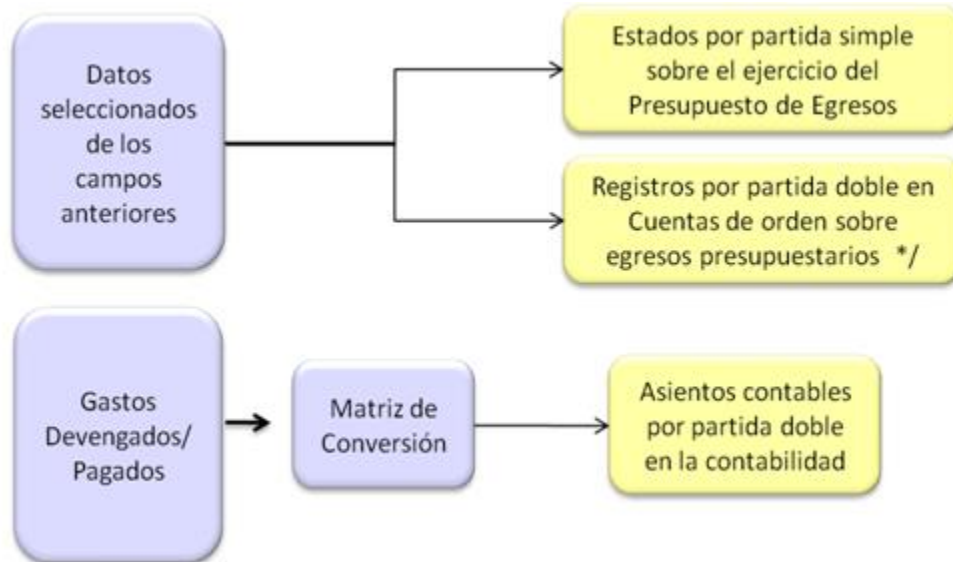 Datos
seleccionados
de los
campos
anteriores
Estados por partida simple
sobre el ejercicio del
Presupuesto de Egresos
Registros por partida doble en
Cuentas de orden sobre
egresos presupuestarios */
Gastos
Devengados/
Pagados
Matriz de
Conversión
Asientos contables
por partida doble
en la contabilidad